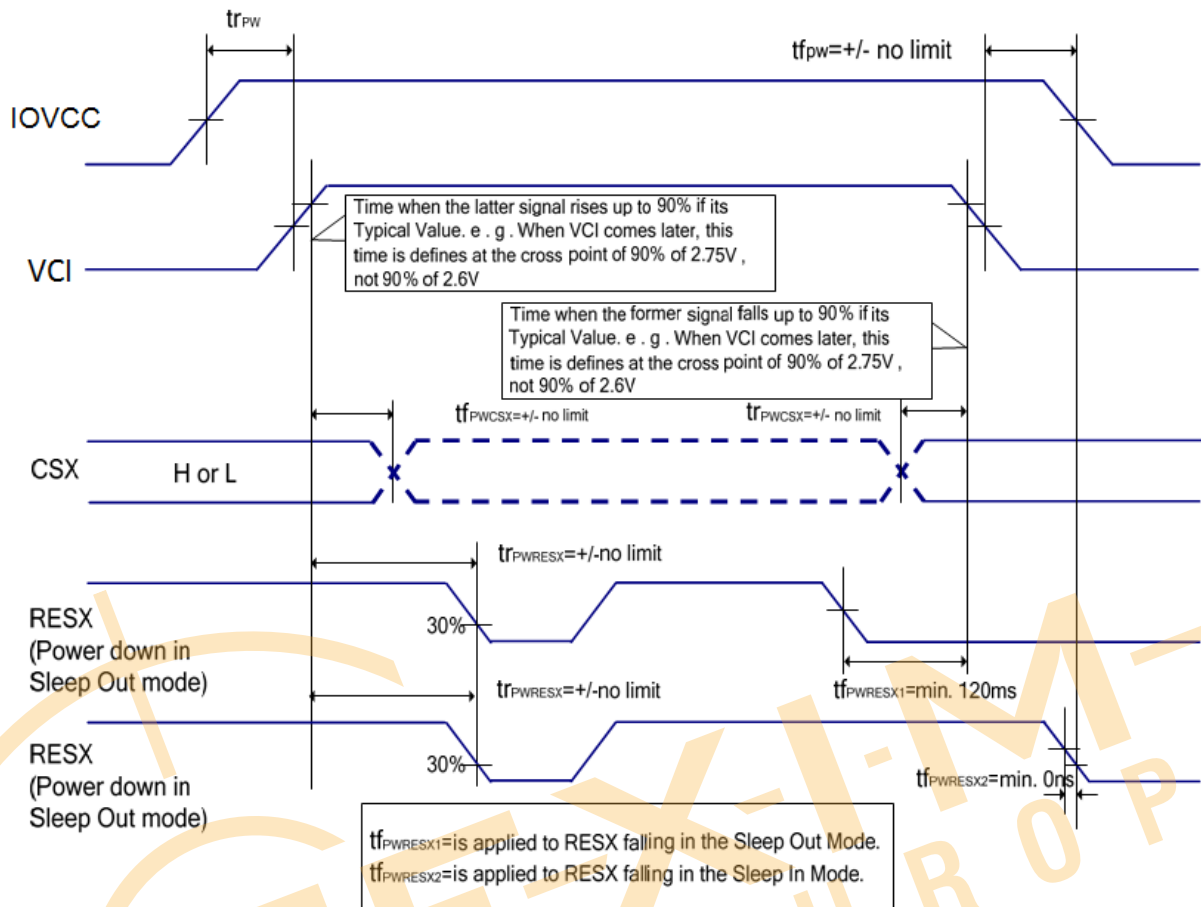 trPW
tfpw=+/- no limit
IOVCC
Time when the latter signal rises up to 90% if its
Typical Value. e . g . When VCI comes later, this
time is defines at the cross point of 90% of 2.75V ,
not 90% of 2.6V
VCI
Time when the former signal falls up to 90% if its
Typical Value. e . g . When VCI comes later, this
time is defines at the cross point of 90% of 2.75V ,
not 90% of 2.6V
tfPWCSX=+/- no limit
trPWCSX=+/- no limit
CSX
H or L
trPWRESX=+/-no limit
RESX
(Power down in
Sleep Out mode)
30%
tfPWRESX1=min. 120ms
trPWRESX=+/-no limit
RESX
(Power down in
Sleep Out mode)
30%
tfPWRESX2=min. 0ns
tfPWRESX1=is applied to RESX falling in the Sleep Out Mode.
tfPWRESX2=is applied to RESX falling in the Sleep In Mode.